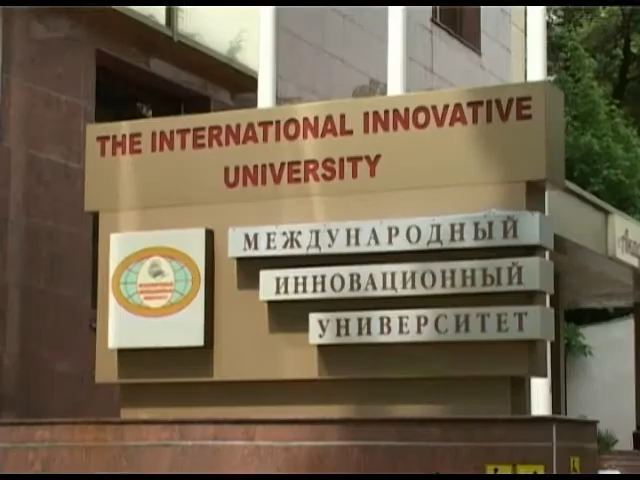 THE INTERNATIONAL INNOVATIVE
UNIVERSITY
МЕЖДУНАРОДНЫЙ
ИННОВАЦИОННЫЙ
УНИВЕРСИТЕТ